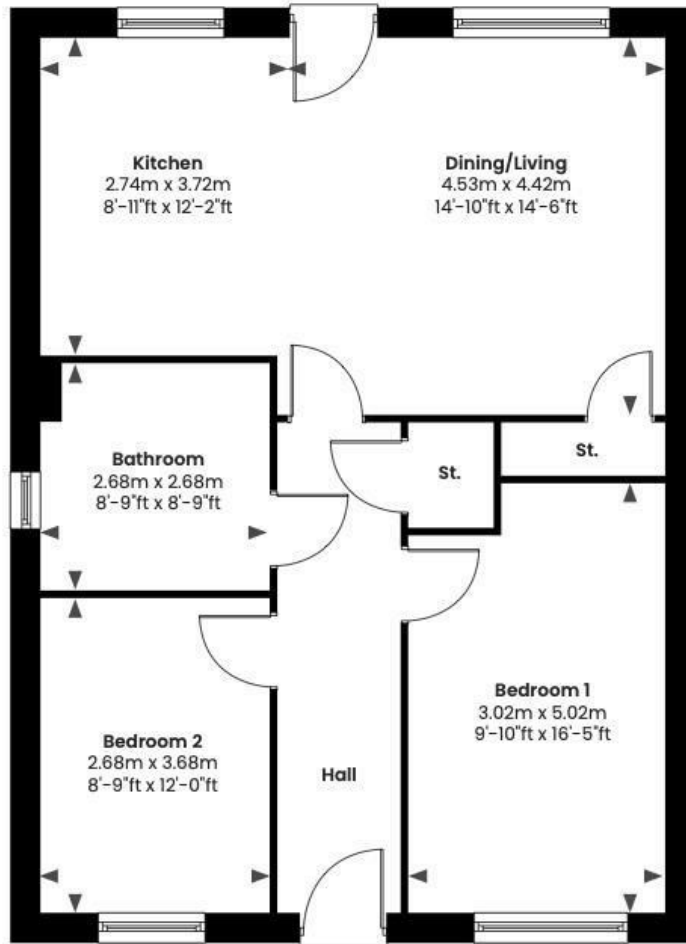 Kitchen
2.74m x 3.72m
8'-11"ft x 12'-2"ft
Dining/Living
4.53m x 4.42m
14'-10"ft x 14'-6"ft
Bathroom
2.68m x 2.68m
8'-9"ft x 8'-9"ft
St.
St.
Bedroom 1
3.02m x 5.02m
9'-10"ft x 16'-5"ft
Bedroom 2
2.68m x 3.68m
8'-9"ft x 12'-0"ft
Hall